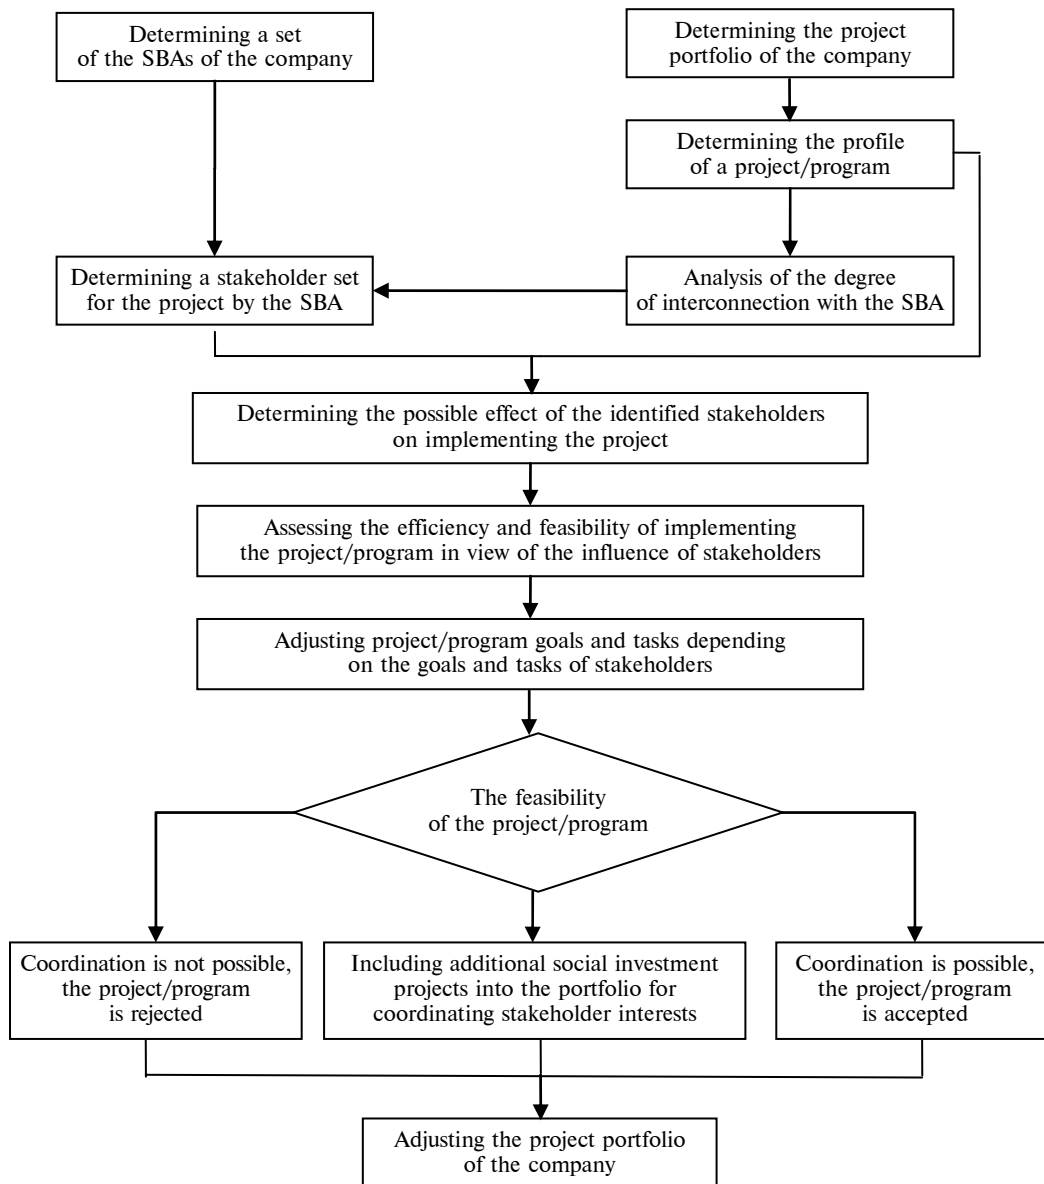 Determining a set
of the SBAs of the company
Determining the project
portfolio of the company
Determining the profile
of a project/program
Determining a stakeholder set
for the project by the SBA
Analysis of the degree
of interconnection with the SBA
Determining the possible effect of the identified stakeholders
on implementing the project
Assessing the efficiency and feasibility of implementing
the project/program in view of the influence of stakeholders
Adjusting project/program goals and tasks depending
on the goals and tasks of stakeholders
The feasibility
of the project/program
Coordination is not possible,
the project/program
is rejected
Including additional social investment
projects into the portfolio for
coordinating stakeholder interests
Coordination is possible,
the project/program
is accepted
Adjusting the project portfolio
of the company